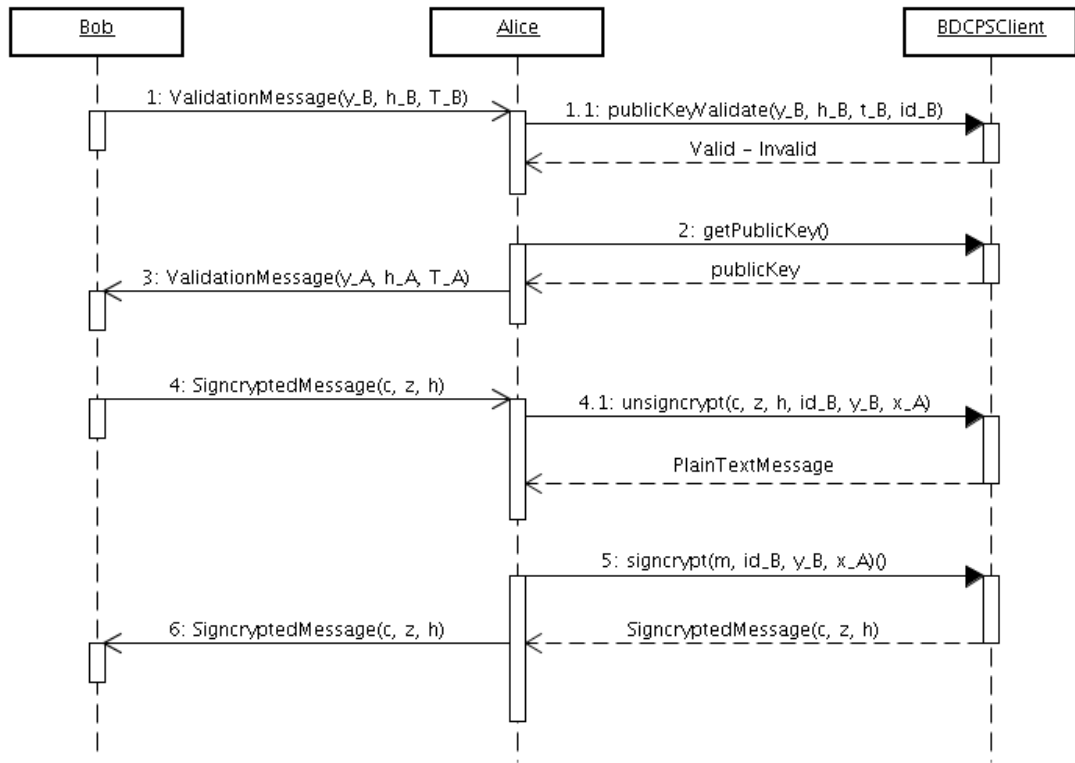 Bob
Alice
BDCPSClient
1: ValidationMessage(y_B, h_B, T_B)
1.1: publicKeyValidate(y_B, h_B, t_B, id_B)
Valid - Invalid
2: getPublicKey()
publicKey
3: ValidationMessage(y_A, h_A, T_A)
4: SigncryptedMessage(c, z, h)
4.1: unsigncrypt(c, z, h, id_B, y_B, x_A)
PlainTextMessage
5: signcrypt(m, id_B, y_B, x_A)()
6: SigncryptedMessage(c, z, h)
SigncryptedMessage(c, z, h)